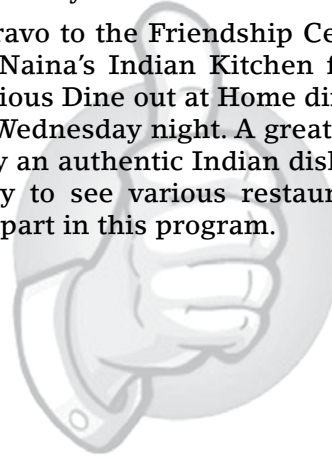 ravo to the Friendship Ce
Naina's Indian Kitchen f
ious Dine out at Home di
Wednesday night. A great
y an authentic Indian dis
y to see various restaur
part in this program.